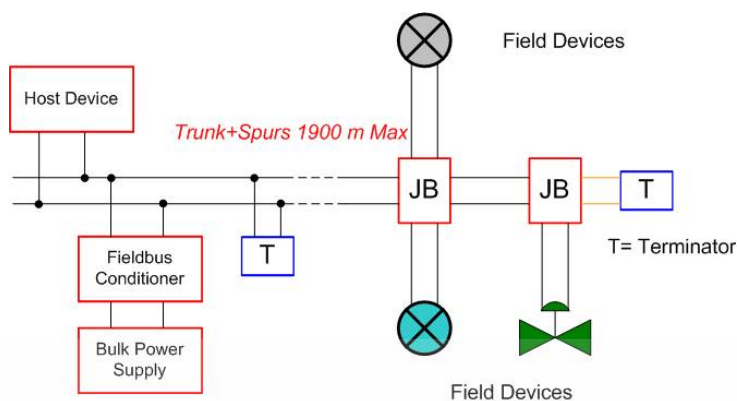 Field Devices
Host Device
Trunk+Spurs 1900 m Max
JB
JB
T
T
Fieldbus
Conditioner
T= Terminator
Bulk Power
Supply
Field Devices